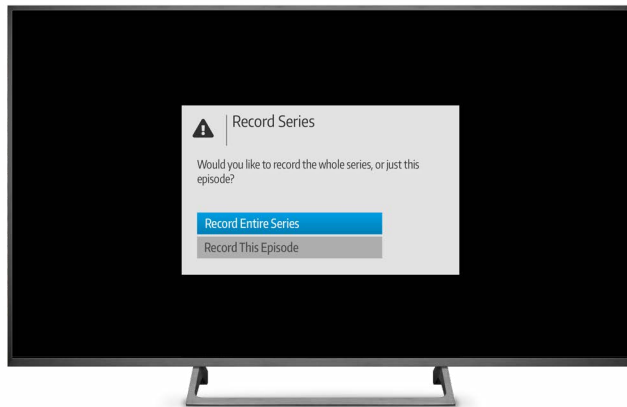 Record Series
Would you like to record the whole series, or just this
episode?
Record Entire Series
Record This Episode